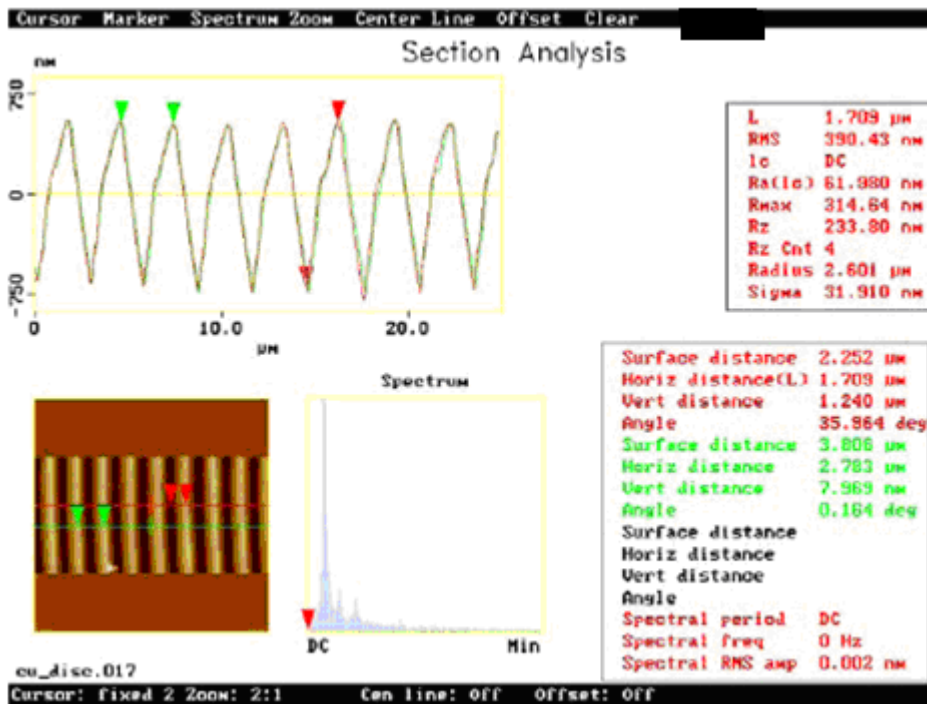 Cursor Marker Spectrum Zoom Center Line Offset Clear
Section Analysis
nm
750
0
-750
0 10.0 20.0
μm
L 1.709 μm
RMS 390.43 nm
lc DC
Ra(lc) 61.980 nm
Rmax 314.64 nm
Rz 233.80 nm
Rz Cnt 4
Radius 2.601 μm
Sigma 31.910 nm
Spectrum
DC Min
Surface distance 2.252 μm
Horiz distance(L) 1.709 μm
Vert distance 1.240 μm
Angle 35.964 deg
Surface distance 3.806 μm
Horiz distance 2.783 μm
Vert distance 7.969 nm
Angle 0.164 deg
Surface distance
Horiz distance
Vert distance
Angle
Spectral period DC
Spectral freq 0 Hz
Spectral RMS amp 0.002 nm
cu_disc.017
Cursor: fixed 2 Zoom: 2:1 Cen line: Off Offset: Off